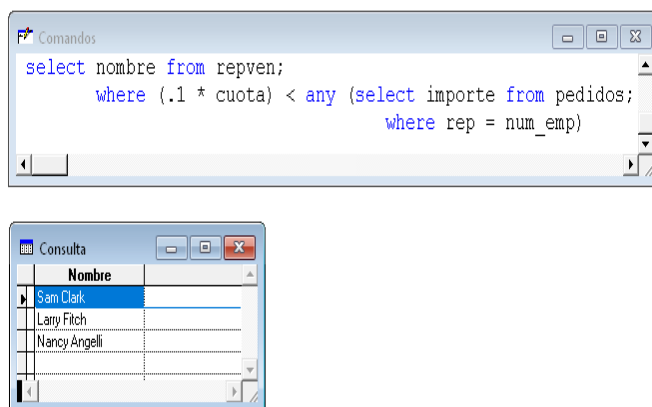 Comandos
select nombre from repven;
where (.1 * cuota) < any (select importe from pedidos;
where rep = num_emp)
Consulta
Nombre
Sam Clark
Larry Fitch
Nancy Angelli